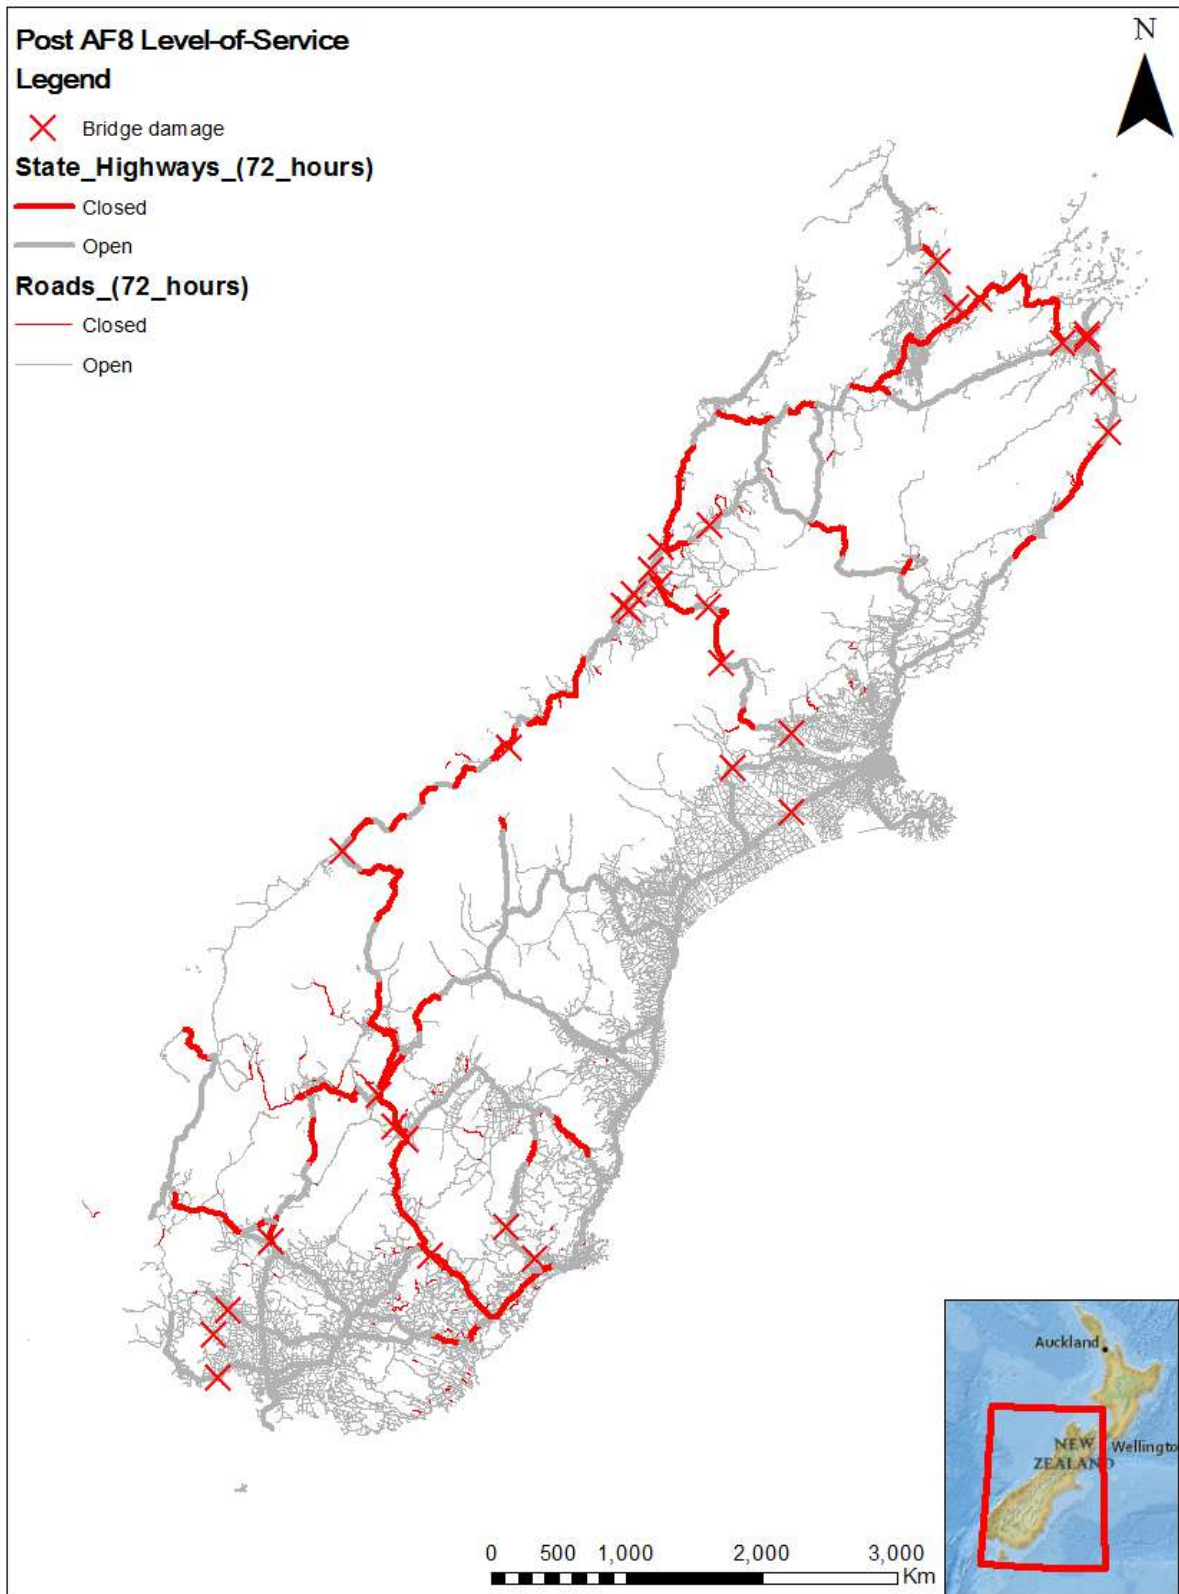 Post AF8 Level-of-Service
Legend
Bridge damage
State_Highways_(72_hours)
Closed
Open
Roads_(72_hours)
Closed
Open
N
Auckland
NEW
ZEALAND
Wellingto
0 500 1,000 2,000 3,000
Km